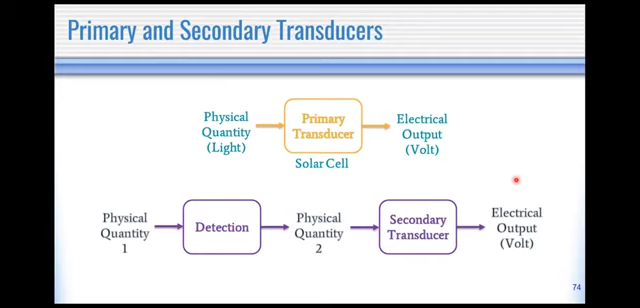 Primary and Secondary Transducers
Physical
Quantity
(Light)
Primary
Transducer
Electrical
Output
(Volt)
Solar Cell
Physical
Quantity
1
Detection
Physical
Quantity
2
Secondary
Transducer
Electrical
Output
(Volt)
74